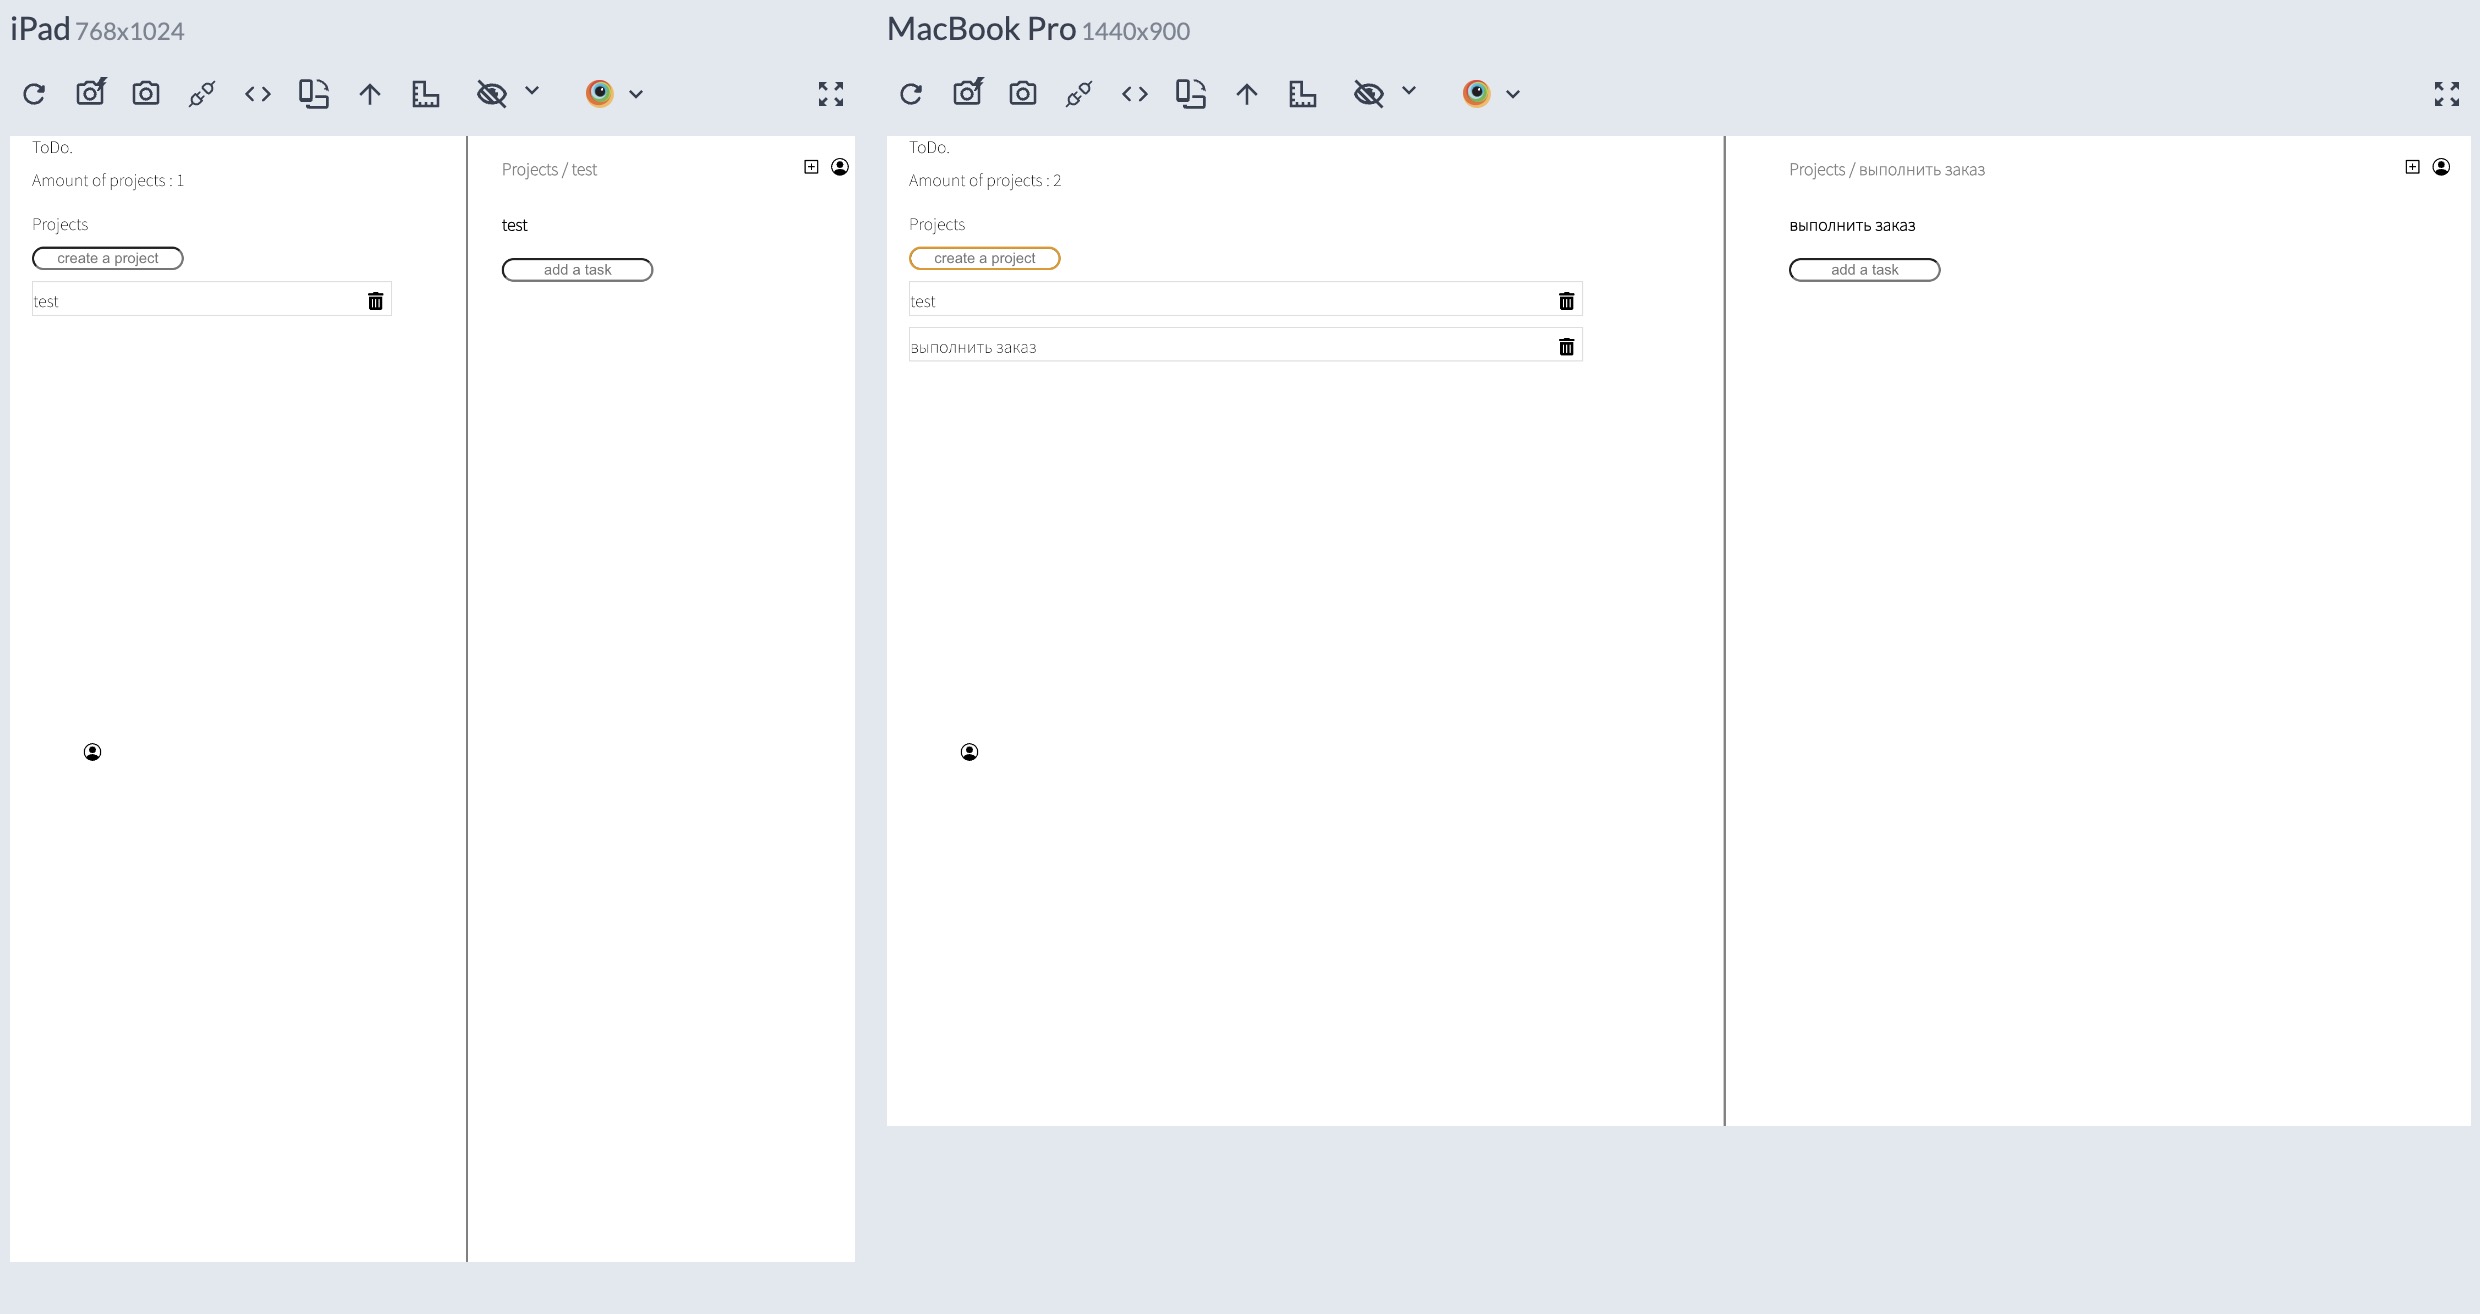 iPad 768x1024
ToDo.
Amount of projects : 1
Projects
create a project
test
Projects / test
test
add a task
MacBook Pro 1440x900
ToDo.
Amount of projects : 2
Projects
create a project
test
выполнить заказ
Projects / выполнить заказ
выполнить заказ
add a task